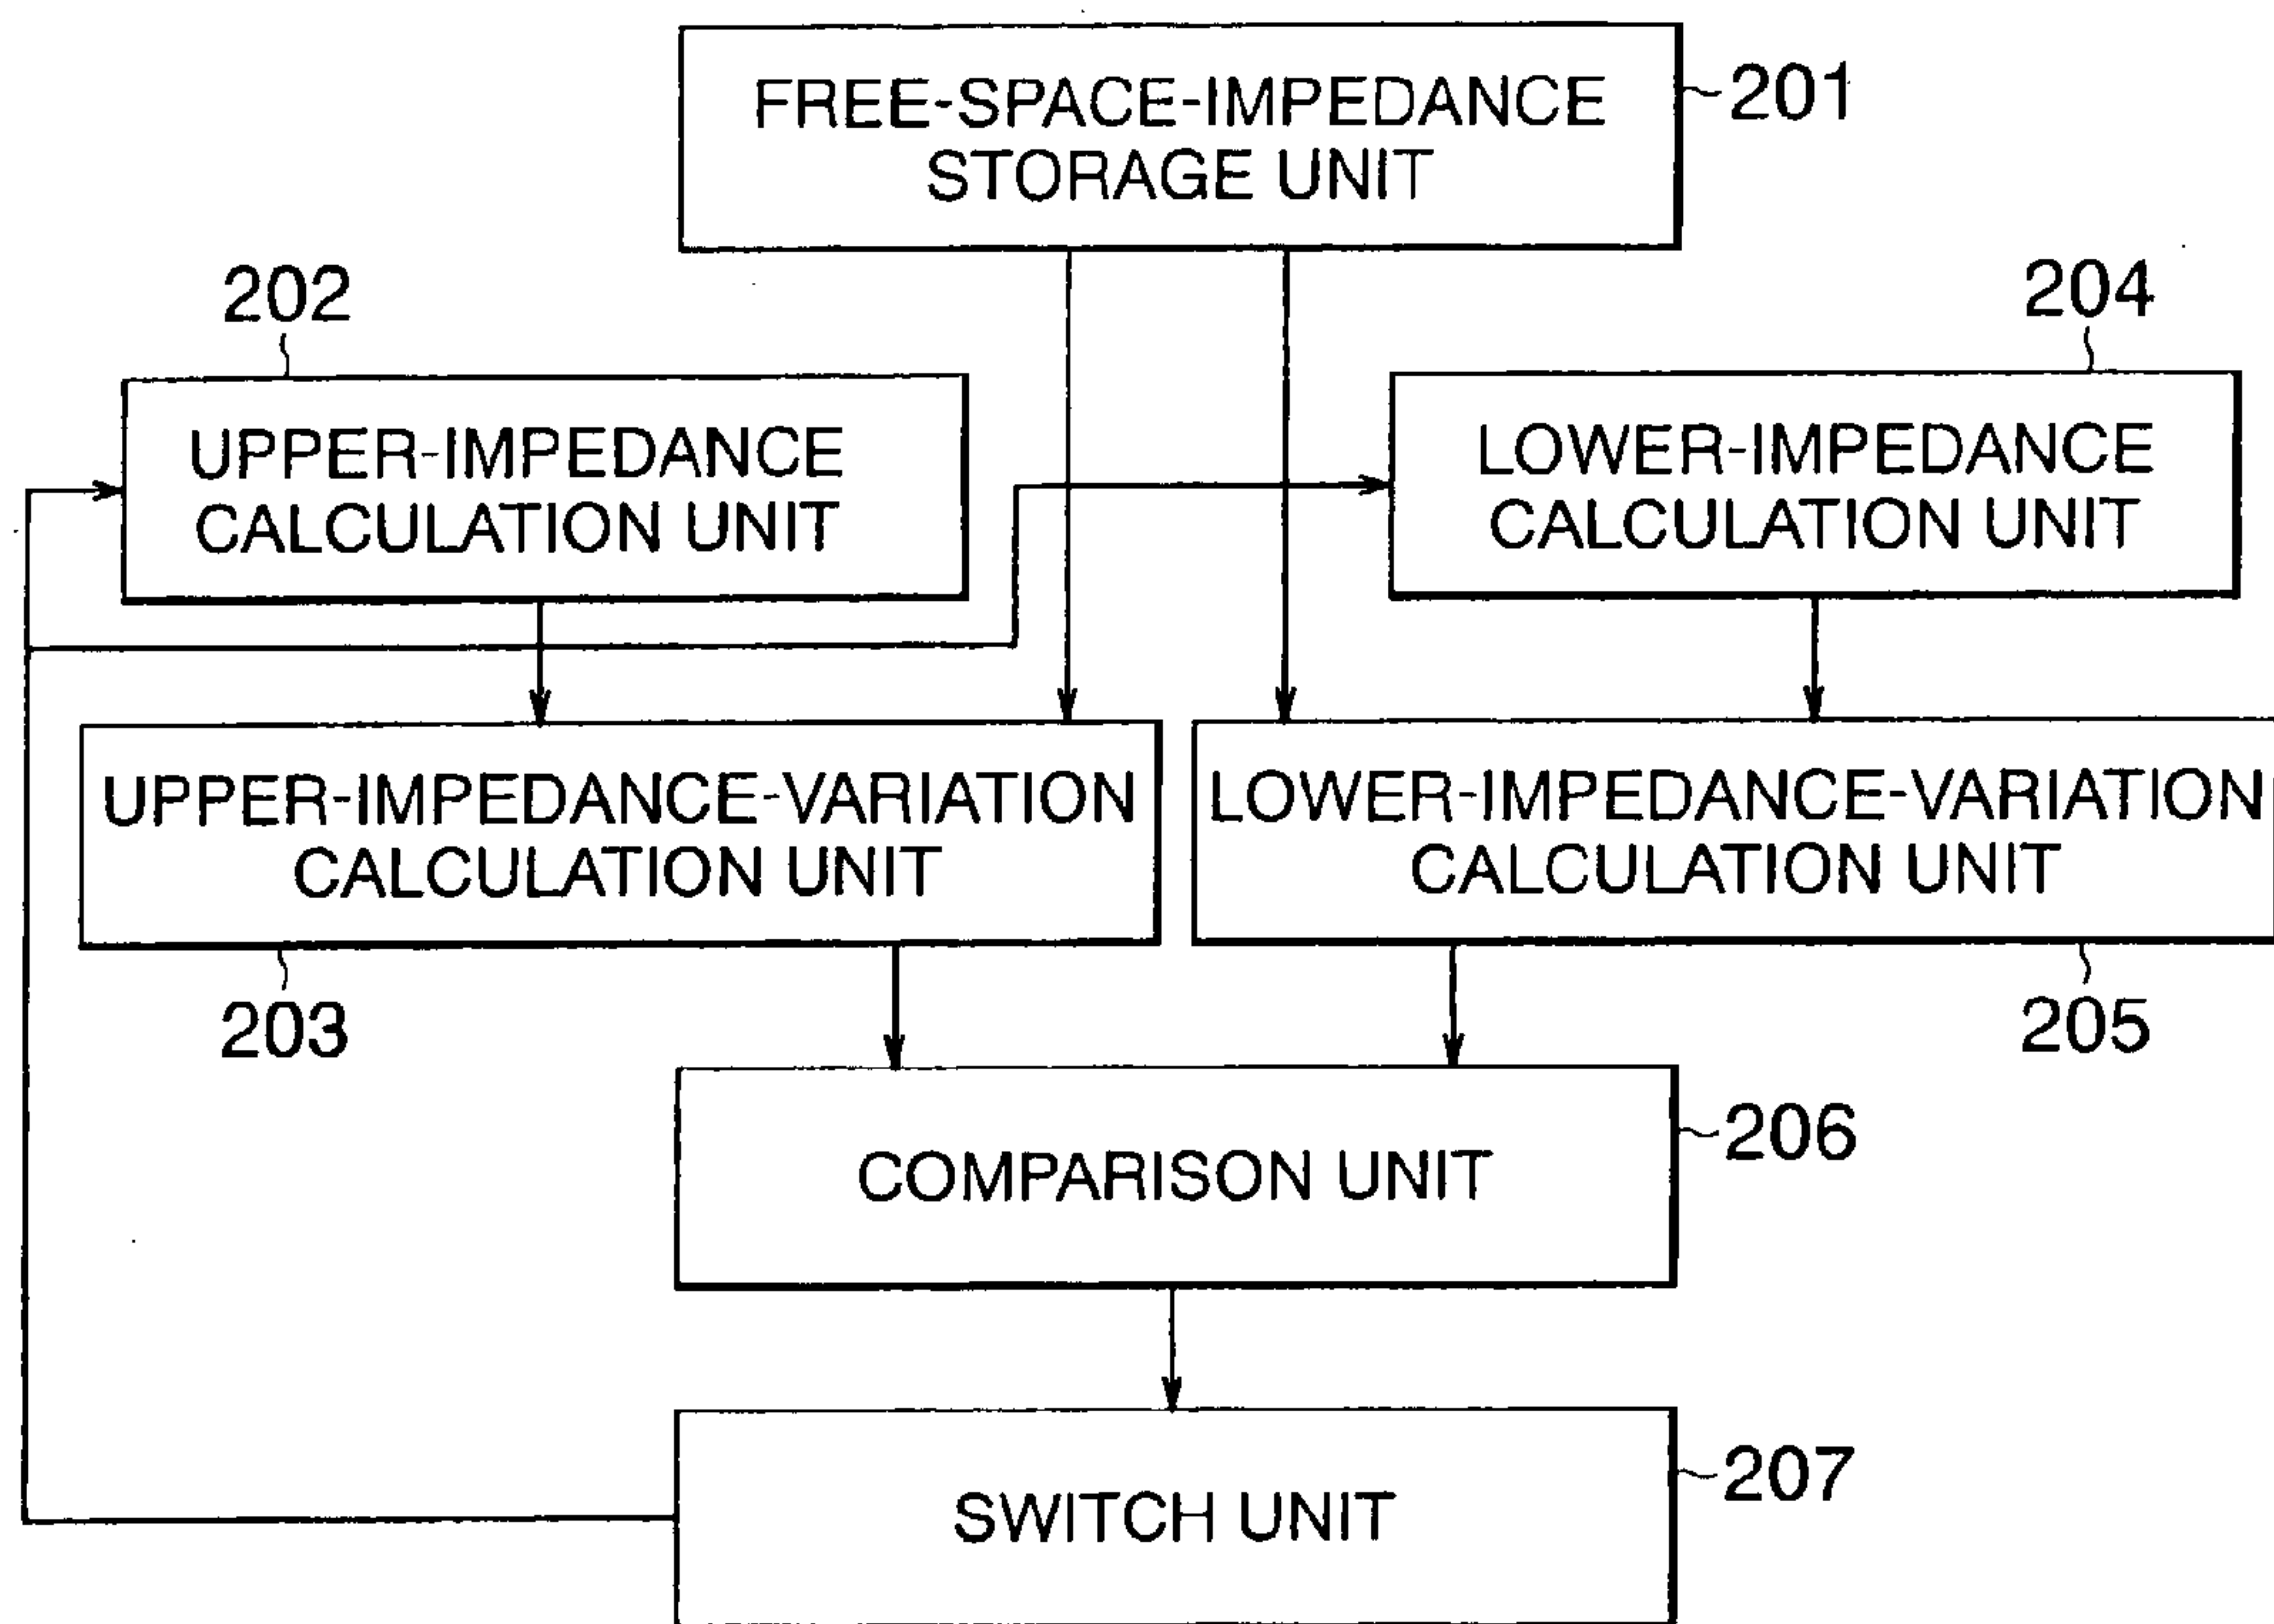 FREE-SPACE-IMPEDANCE
STORAGE UNIT
201
202
204
UPPER-IMPEDANCE
CALCULATION UNIT
LOWER-IMPEDANCE
CALCULATION UNIT
UPPER-IMPEDANCE-VARIATION
CALCULATION UNIT
LOWER-IMPEDANCE-VARIATION
CALCULATION UNIT
203
205
COMPARISON UNIT
206
SWITCH UNIT
207